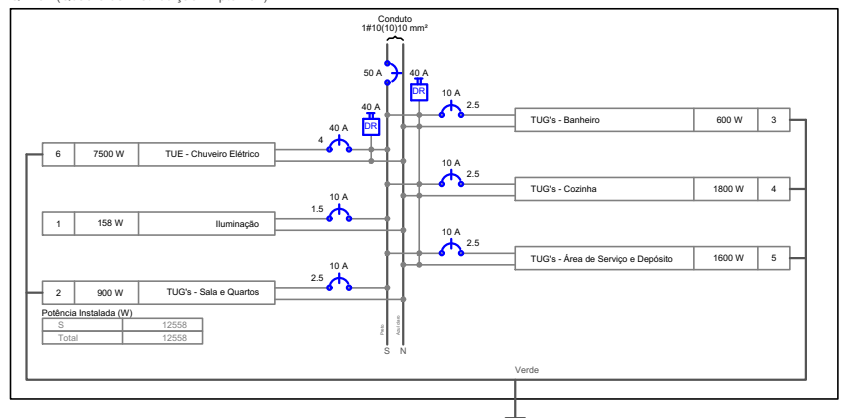 Conduto
1#10(10)10 mm²
50 A
40 A
DR
40 A
DR
10 A
2.5
TUG's - Banheiro
600 W
3
6
7500 W
TUE - Chuveiro Elétrico
4
40 A
10 A
2.5
TUG's - Cozinha
1800 W
4
1
158 W
Iluminação
1.5
10 A
10 A
2.5
TUG's - Área de Serviço e Depósito
1600 W
5
2
900 W
TUG's - Sala e Quartos
2.5
10 A
Potência Instalada (W)
S 12558
Total 12558
Preto
S N
Verde